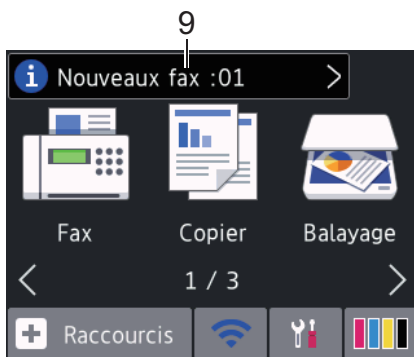 9
Nouveaux fax :01
Fax Copier Balayage
1 / 3
Raccourcis